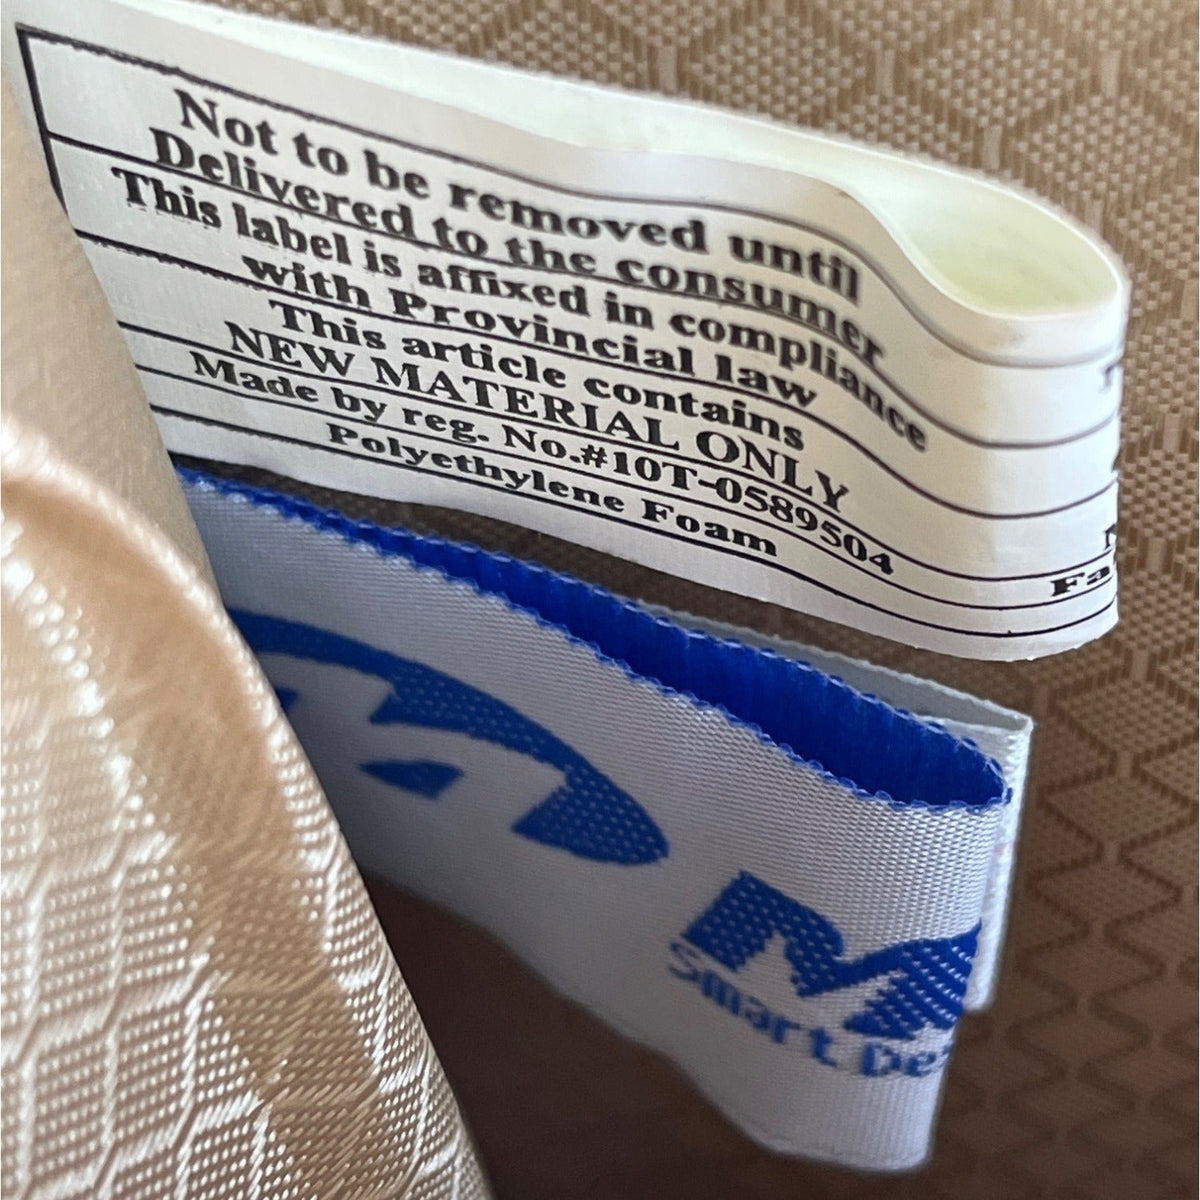 Not to be removed until
Delivered to the consumer
This label is affixed in compliance
with Provincial law
This article contains
NEW MATERIAL ONLY
Made by reg. No.#10T-0589504
Polyethylene Foam
Smart